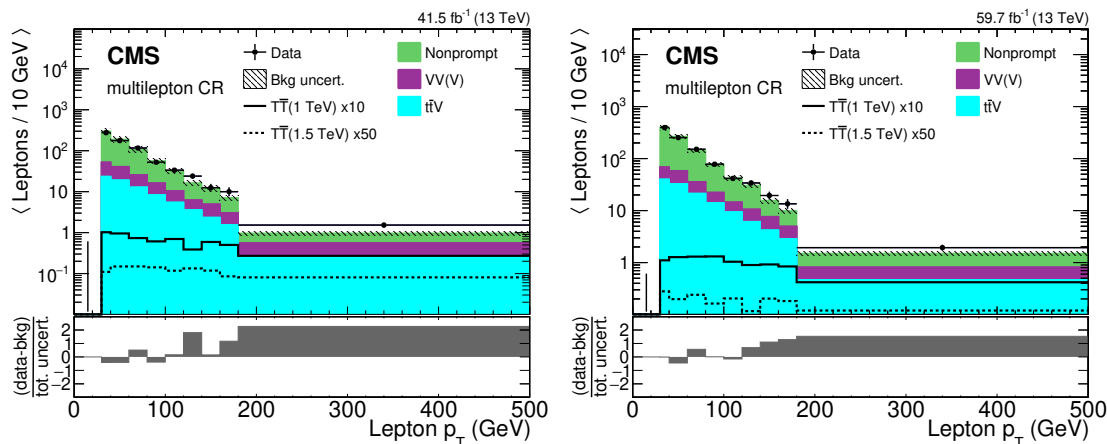 41.5 fb⁻¹ (13 TeV)
CMS
multilepton CR
Data
Bkg uncert.
TT̄(1 TeV) x10
TT̄(1.5 TeV) x50
Nonprompt
VV(V)
tt̄V
⟨ Leptons / 10 GeV ⟩
10⁴
10³
10²
10
1
10⁻¹
(data-bkg)
tot. uncert.
2
0
−1
−2
0 100 200 300 400 500
Lepton p_T (GeV)
59.7 fb⁻¹ (13 TeV)
CMS
multilepton CR
Data
Bkg uncert.
TT̄(1 TeV) x10
TT̄(1.5 TeV) x50
Nonprompt
VV(V)
tt̄V
⟨ Leptons / 10 GeV ⟩
10⁴
10³
10²
10
1
(data-bkg)
tot. uncert.
2
1
0
−1
−2
0 100 200 300 400 500
Lepton p_T (GeV)